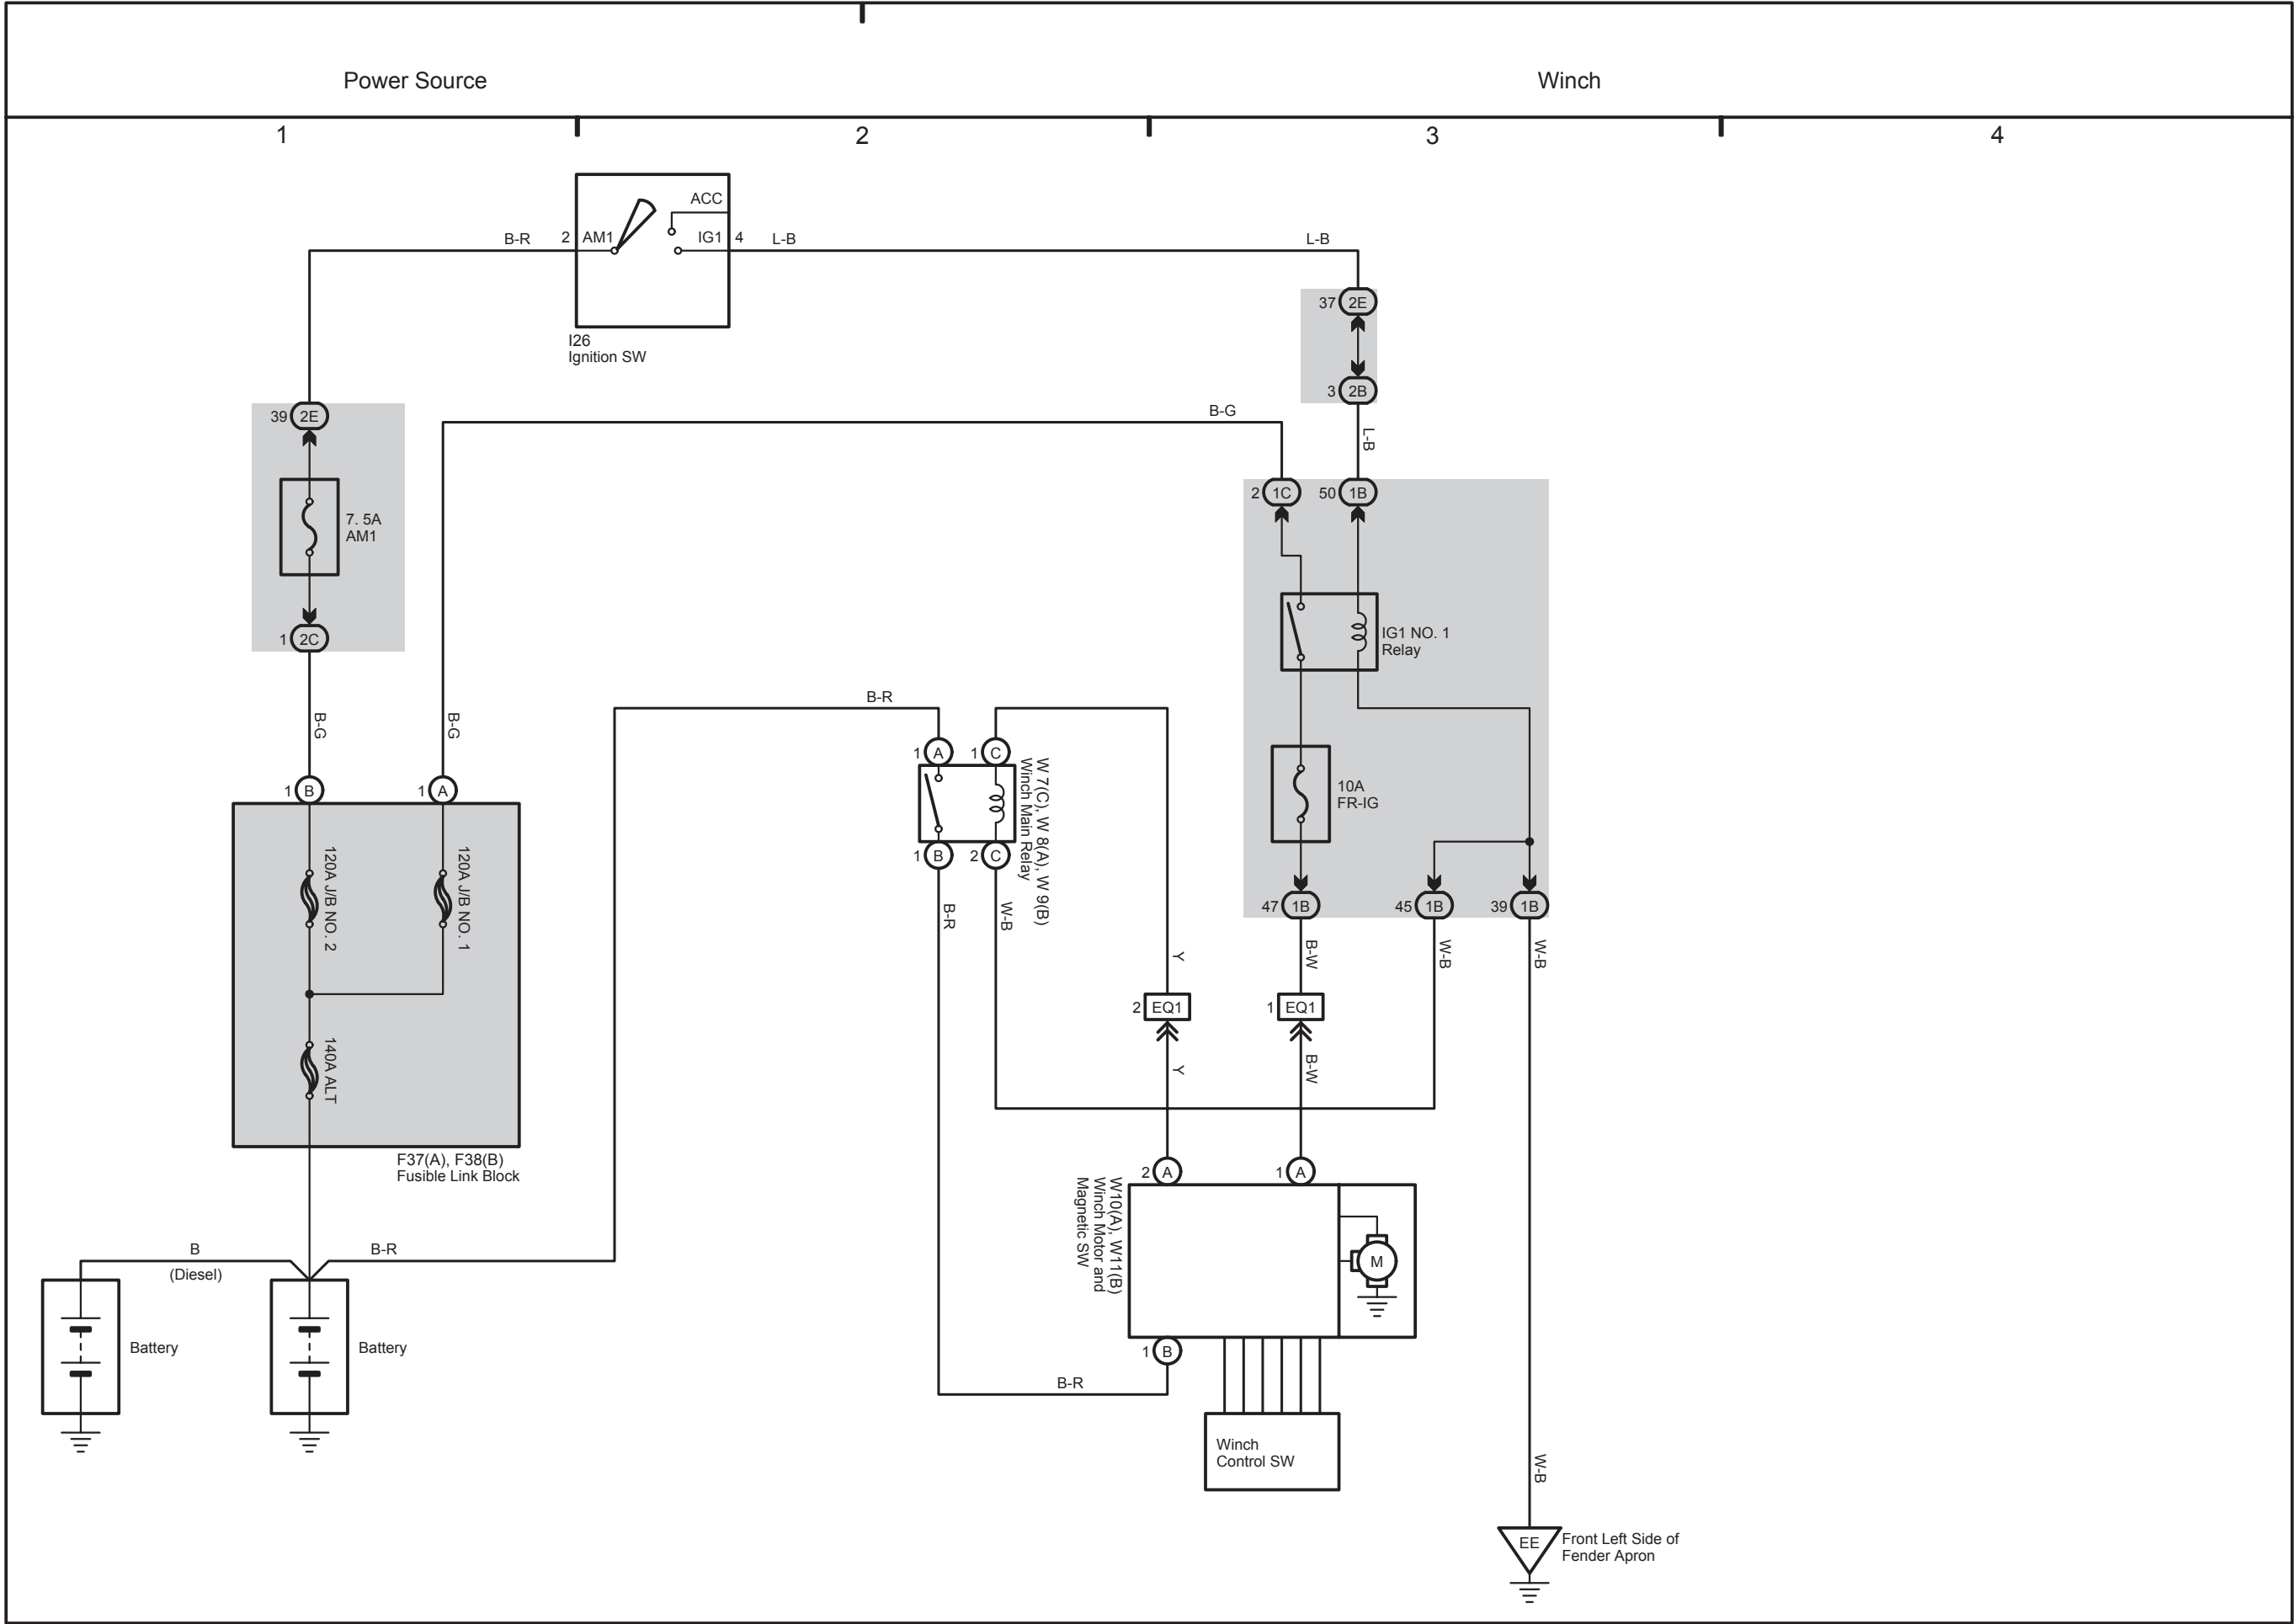 Power Source
Winch
1
2
3
4
ACC
B-R
2
AM1
IG1
4
L-B
L-B
I26
Ignition SW
37
2E
3
2B
L-B
39
2E
7. 5A
AM1
1
2C
B-G
B-G
B-G
2
1C
50
1B
IG1 NO. 1
Relay
10A
FR-IG
47
1B
45
1B
39
1B
B-R
1
A
1
C
1
B
2
C
W 7(C), W 8(A), W 9(B)
Winch Main Relay
1
B
1
A
120A J/B NO. 2
120A J/B NO. 1
140A ALT
F37(A), F38(B)
Fusible Link Block
B-R
W-B
Y
B-W
W-B
W-B
2
EQ1
1
EQ1
Y
B-W
2
A
1
A
W10(A), W11(B)
Winch Motor and
Magnetic SW
M
B
(Diesel)
B-R
Battery
Battery
1
B
B-R
Winch
Control SW
W-B
EE
Front Left Side of
Fender Apron